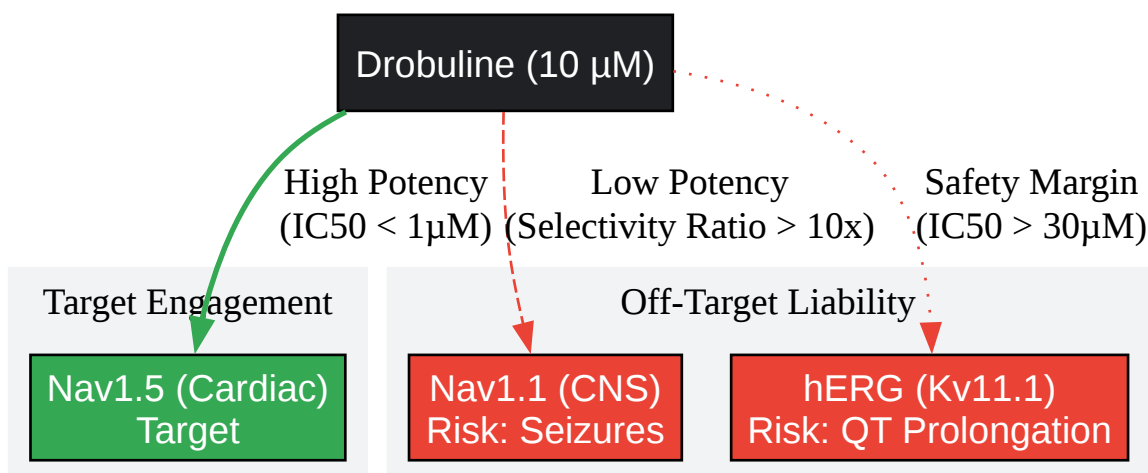 Drobuline (10 µM)
High Potency
(IC50 < 1µM)
Low Potency
(Selectivity Ratio > 10x)
Safety Margin
(IC50 > 30µM)
Target Engagement
Off-Target Liability
Nav1.5 (Cardiac)
Target
Nav1.1 (CNS)
Risk: Seizures
hERG (Kv11.1)
Risk: QT Prolongation